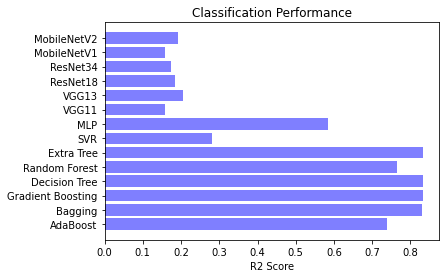 Classification Performance
MobileNetV2
MobileNetV1
ResNet34
ResNet18
VGG13
VGG11
MLP
SVR
Extra Tree
Random Forest
Decision Tree
Gradient Boosting
Bagging
AdaBoost
0.0 0.1 0.2 0.3 0.4 0.5 0.6 0.7 0.8
R2 Score